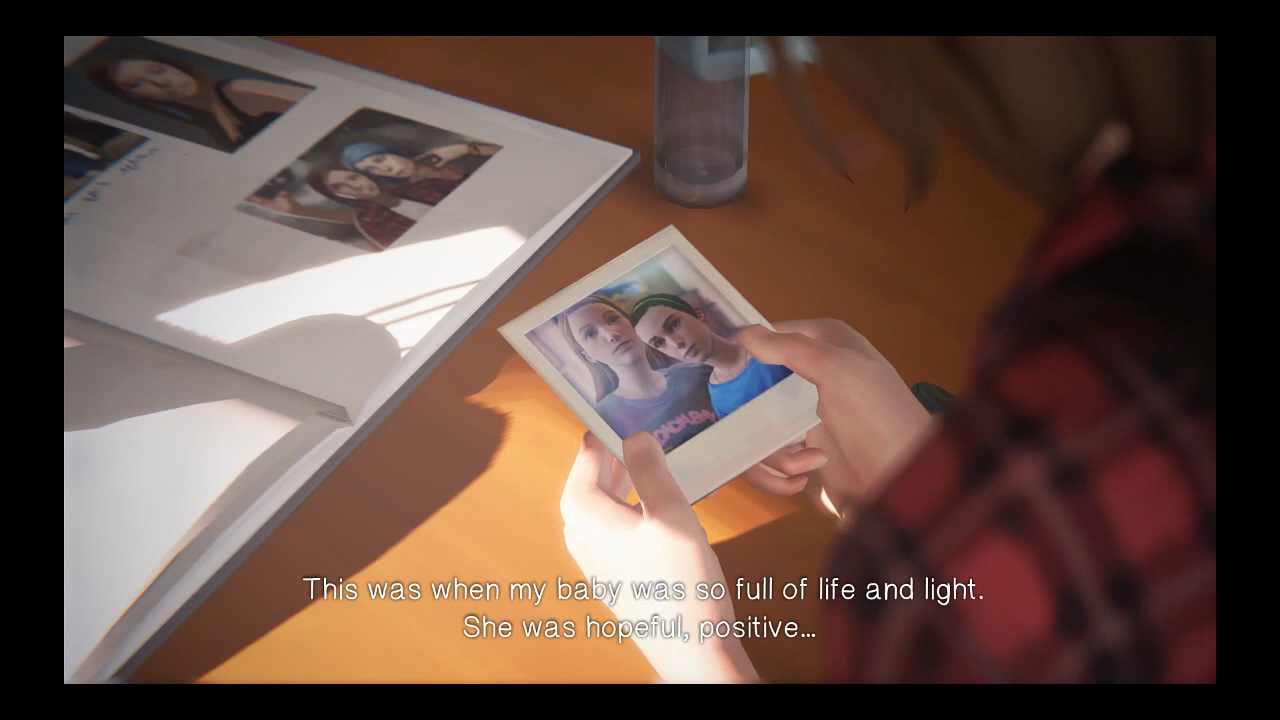 This was when my baby was so full of life and light.
She was hopeful, positive...